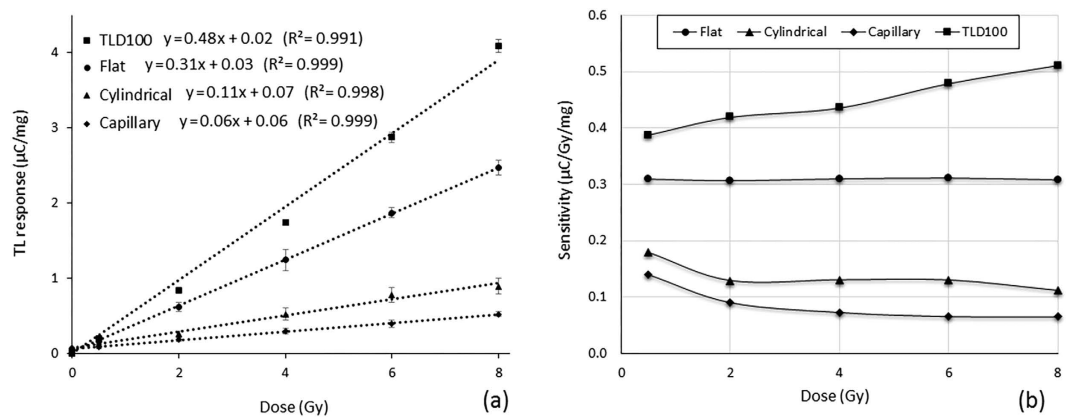 TL response (µC/mg)
4
3
2
1
0
TLD100 y=0.48x + 0.02 (R²= 0.991)
Flat y=0.31x + 0.03 (R²= 0.999)
Cylindrical y=0.11x + 0.07 (R²= 0.998)
Capillary y=0.06x + 0.06 (R²= 0.999)
0 2 4 6 8
Dose (Gy)
(a)
Sensitivity (µC/Gy/mg)
0.6
0.5
0.4
0.3
0.2
0.1
0.0
Flat Cylindrical Capillary TLD100
0 2 4 6 8
Dose (Gy)
(b)